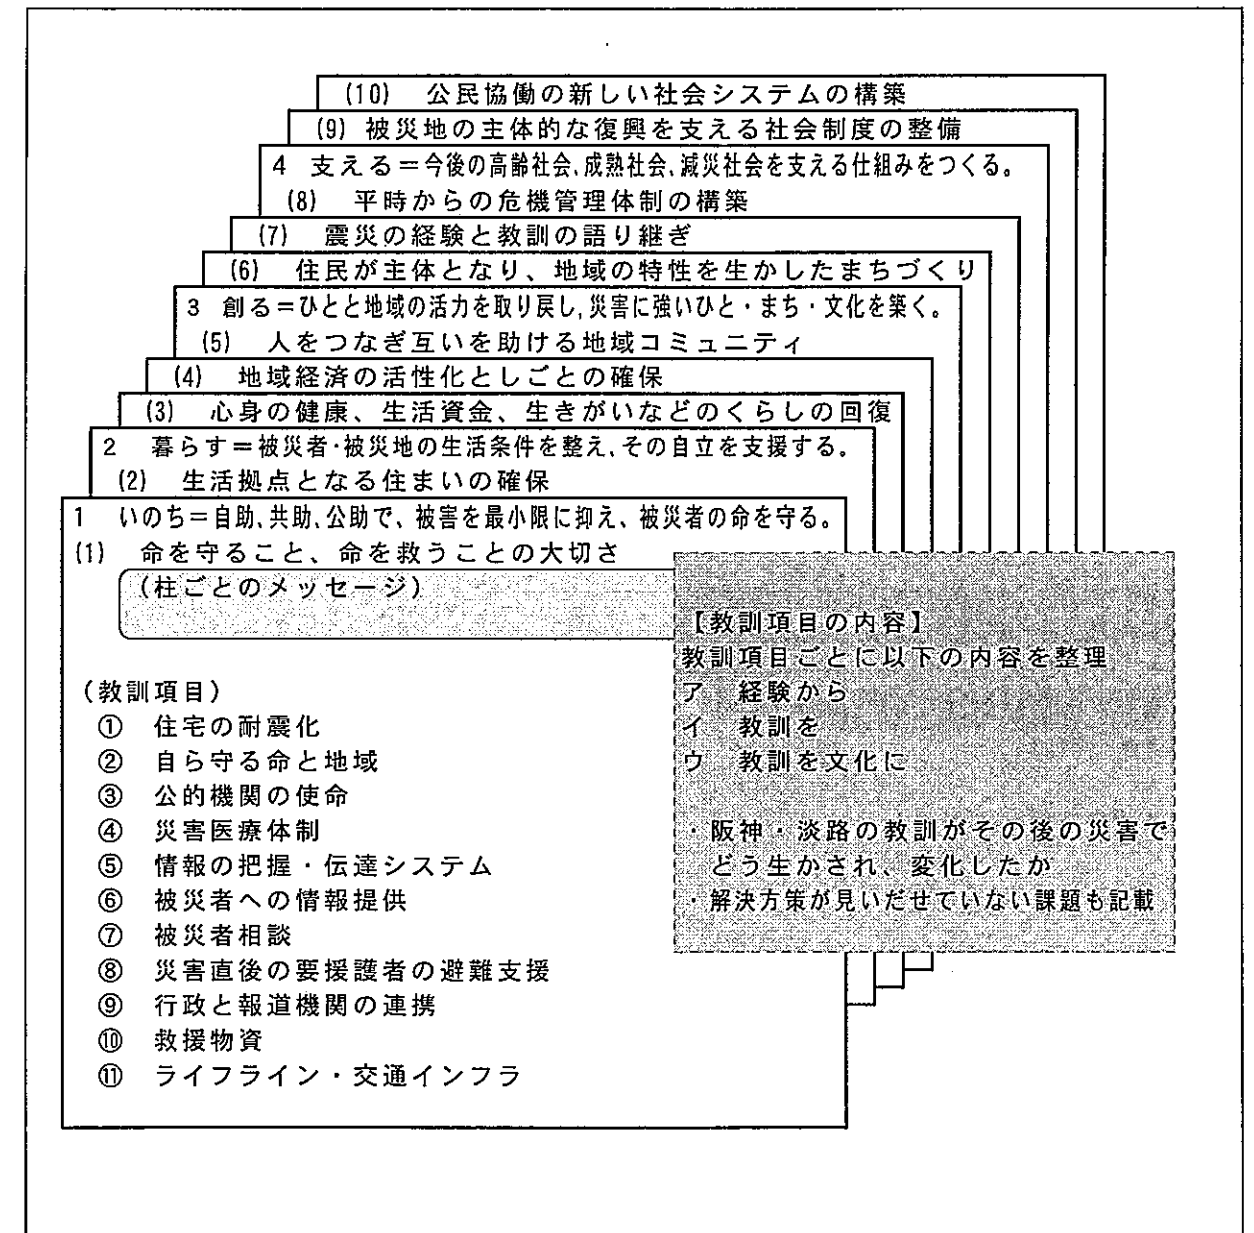 (10) 公民協働の新しい社会システムの構築
(9) 被災地の主体的な復興を支える社会制度の整備
4 支える＝今後の高齢社会､成熟社会､減災社会を支える仕組みをつくる。
(8) 平時からの危機管理体制の構築
(7) 震災の経験と教訓の語り継ぎ
(6) 住民が主体となり、地域の特性を生かしたまちづくり
3 創る＝ひとと地域の活力を取り戻し,災害に強いひと・まち・文化を築く。
(5) 人をつなぎ互いを助ける地域コミュニティ
(4) 地域経済の活性化としごとの確保
(3) 心身の健康、生活資金、生きがいなどのくらしの回復
2 暮らす＝被災者・被災地の生活条件を整え､その自立を支援する。
(2) 生活拠点となる住まいの確保
1 いのち＝自助､共助､公助で、被害を最小限に抑え、被災者の命を守る。
(1) 命を守ること、命を救うことの大切さ
(柱ごとのメッセージ)
(教訓項目)
① 住宅の耐震化
② 自ら守る命と地域
③ 公的機関の使命
④ 災害医療体制
⑤ 情報の把握・伝達システム
⑥ 被災者への情報提供
⑦ 被災者相談
⑧ 災害直後の要援護者の避難支援
⑨ 行政と報道機関の連携
⑩ 救援物資
⑪ ライフライン・交通インフラ
【教訓項目の内容】
教訓項目ごとに以下の内容を整理
ア 経験から
イ 教訓を
ウ 教訓を文化に
・阪神・淡路の教訓がその後の災害で
どう生かされ、変化したか
・解決方策が見いだせていない課題も記載